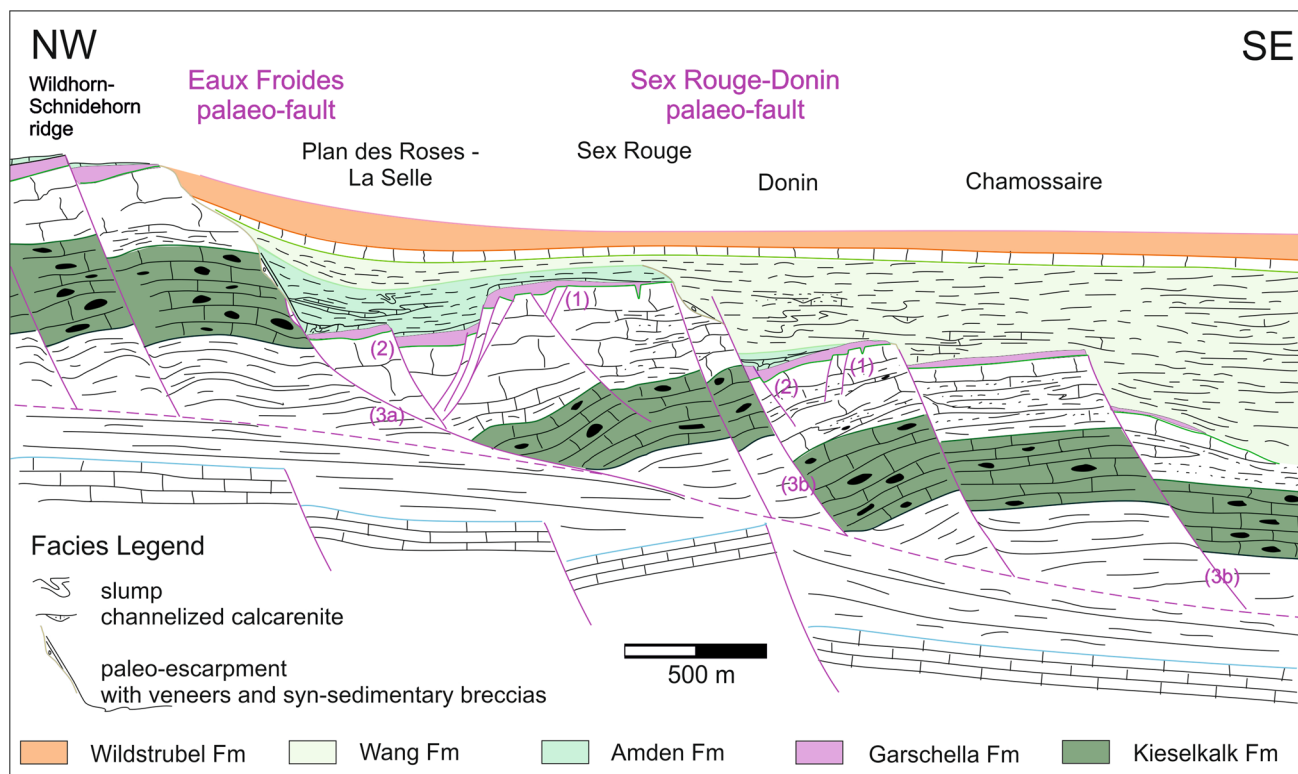 NW
SE
Wildhorn-
Schnidehorn
ridge
Eaux Froides
palaeo-fault
Sex Rouge-Donin
palaeo-fault
Plan des Roses -
La Selle
Sex Rouge
Donin
Chamossaire
(1)
(2)
(3a)
(1)
(2)
(3b)
(3b)
Facies Legend
slump
channelized calcarenite
paleo-escarpment
with veneers and syn-sedimentary breccias
500 m
Wildstrubel Fm
Wang Fm
Amden Fm
Garschella Fm
Kieselkalk Fm